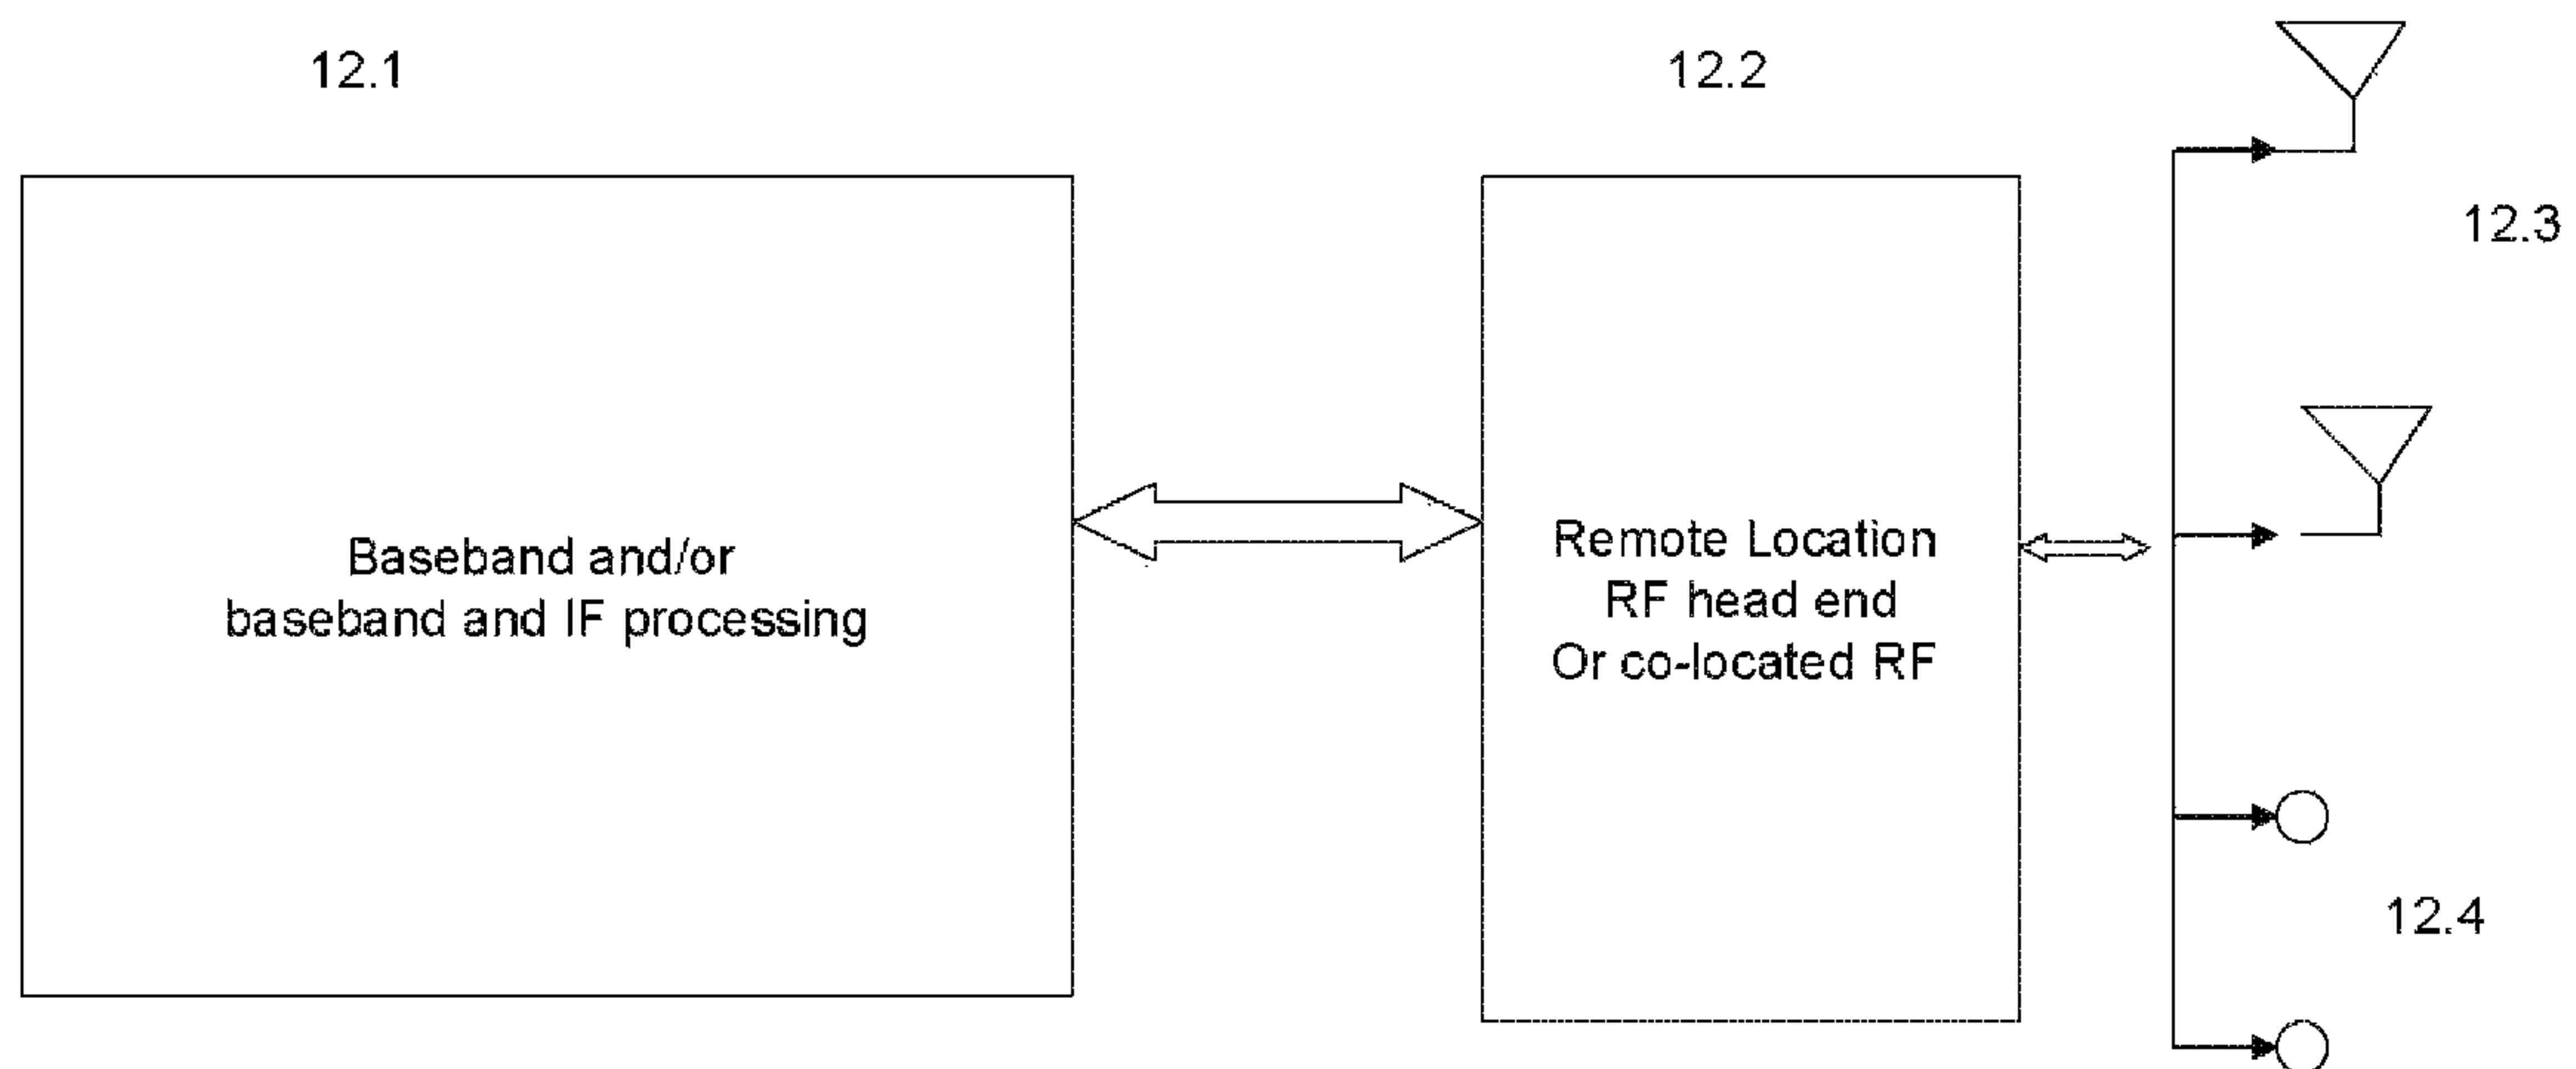 12.1
12.2
12.3
Baseband and/or
baseband and IF processing
Remote Location
RF head end
Or co-located RF
12.4